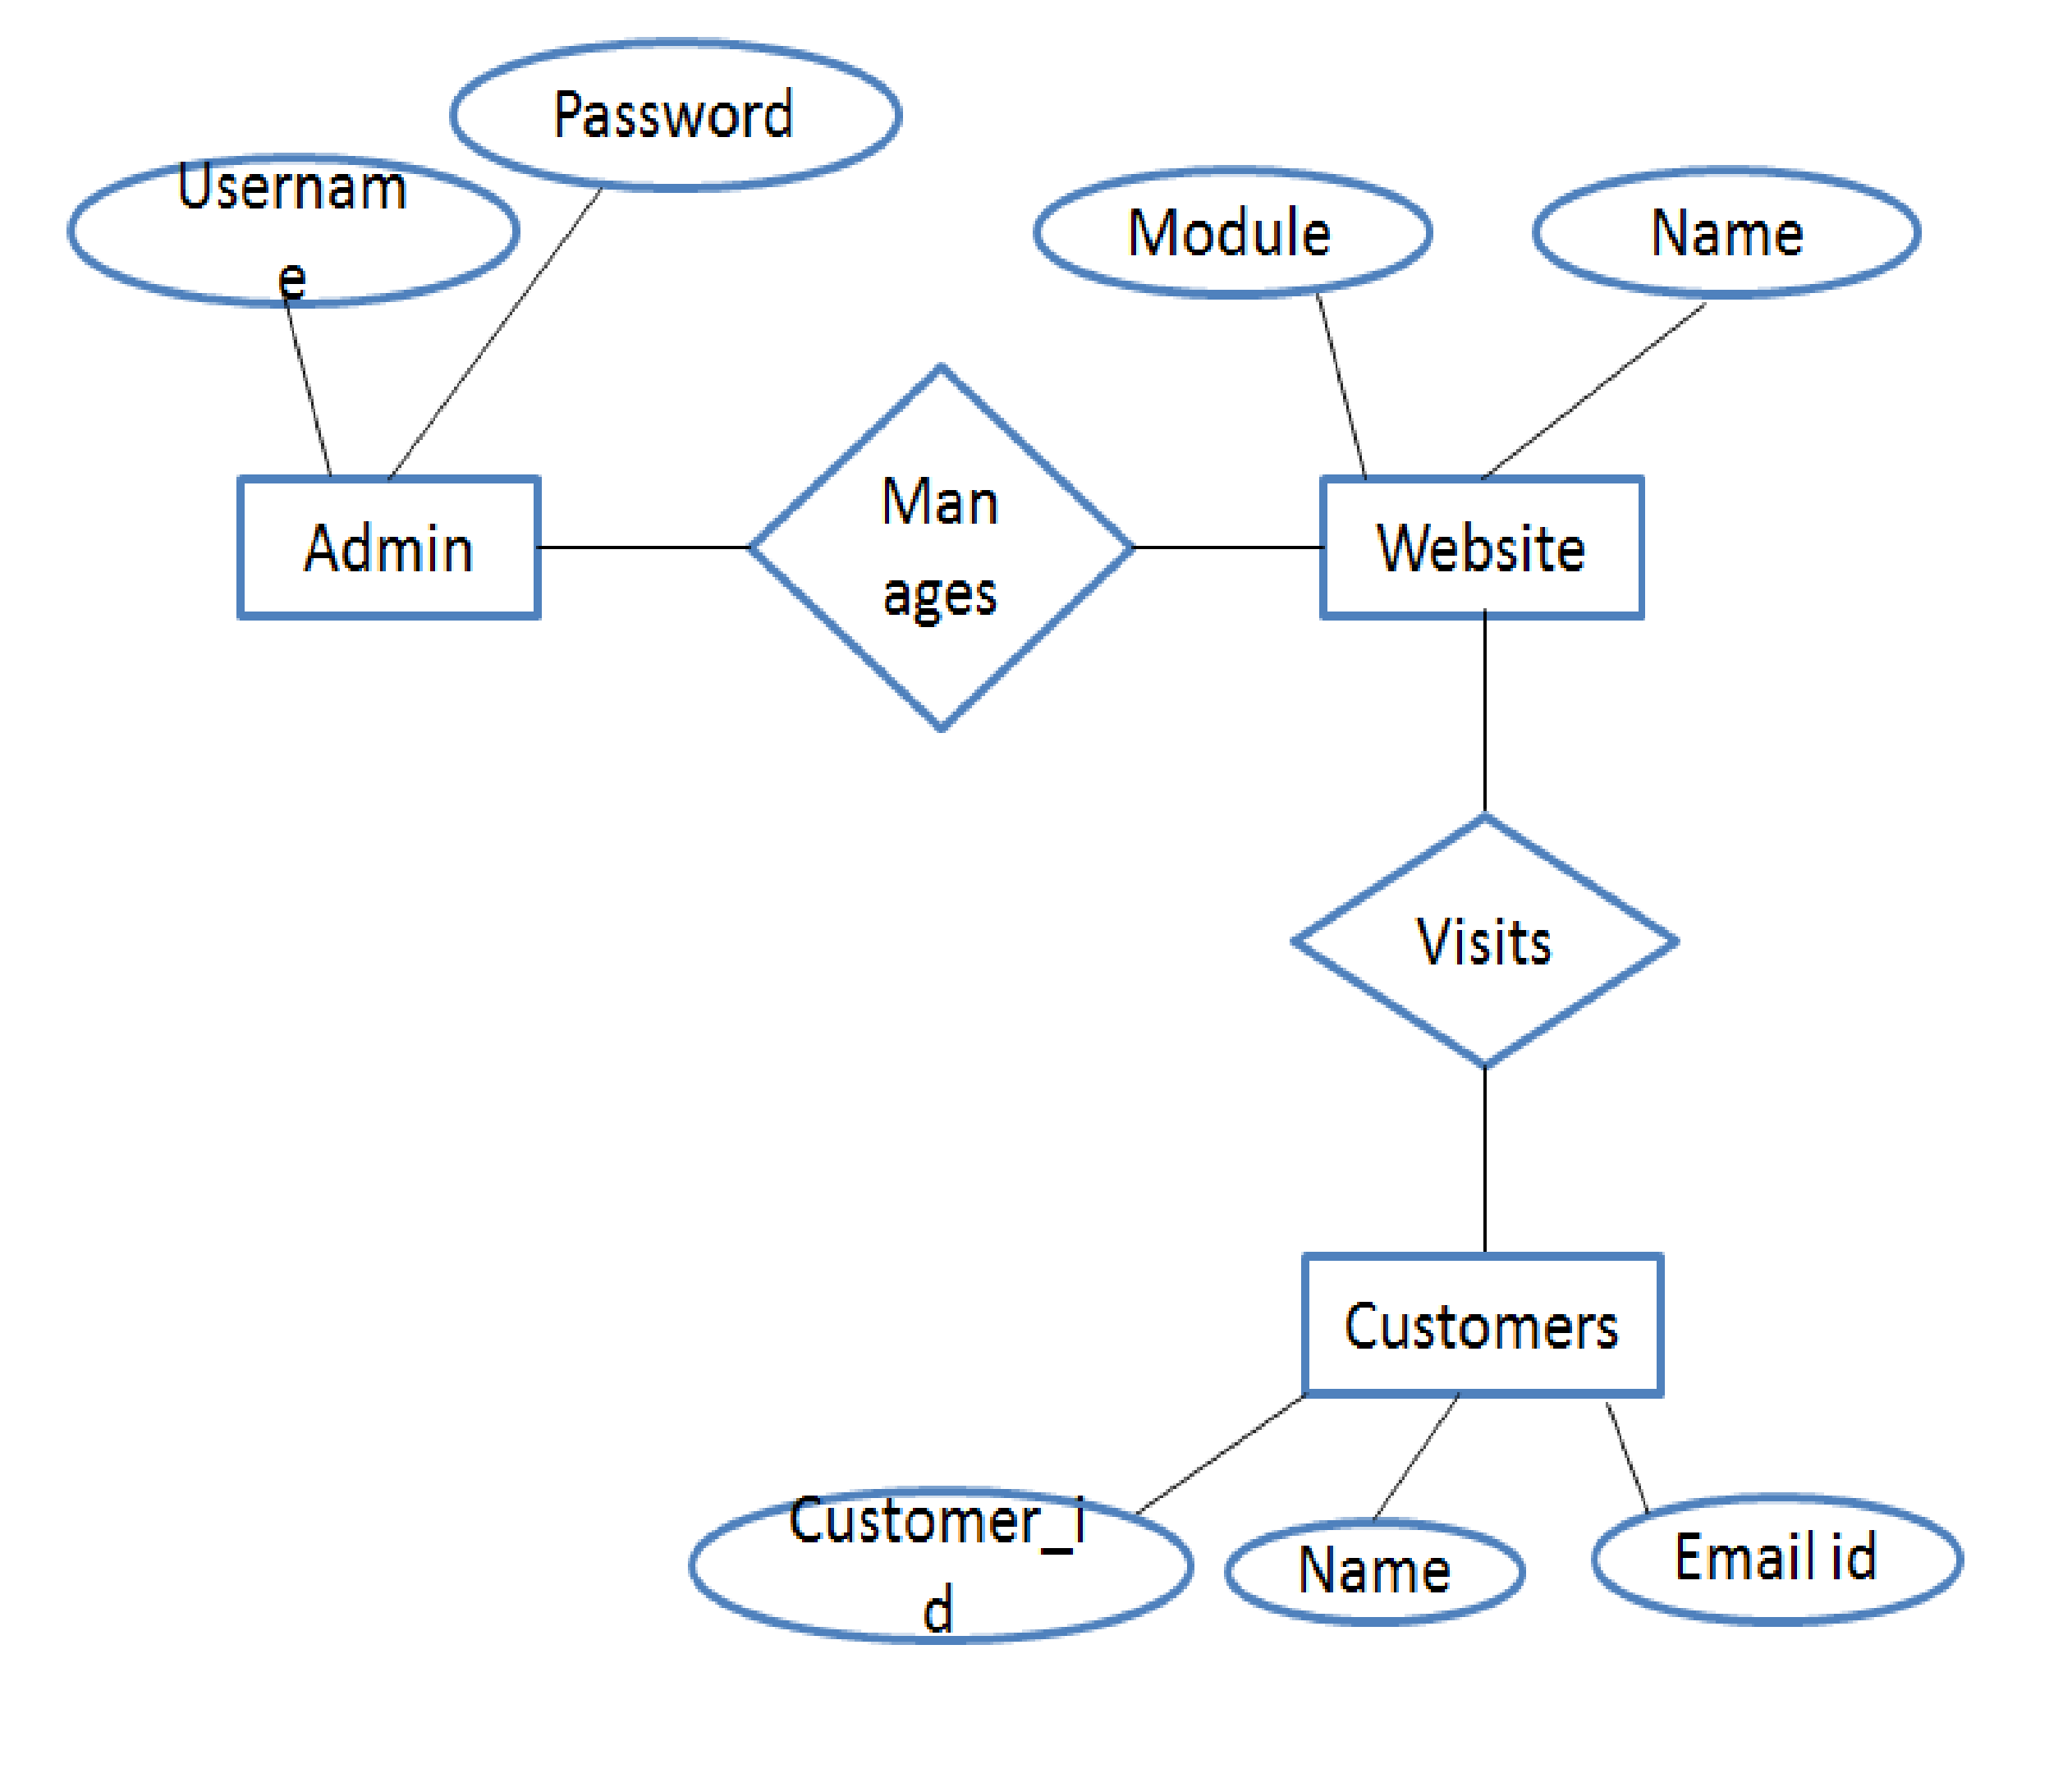 Password
Usernam
e
Module
Name
Admin
Man
ages
Website
Visits
Customers
Customer_i
d
Name
Email id